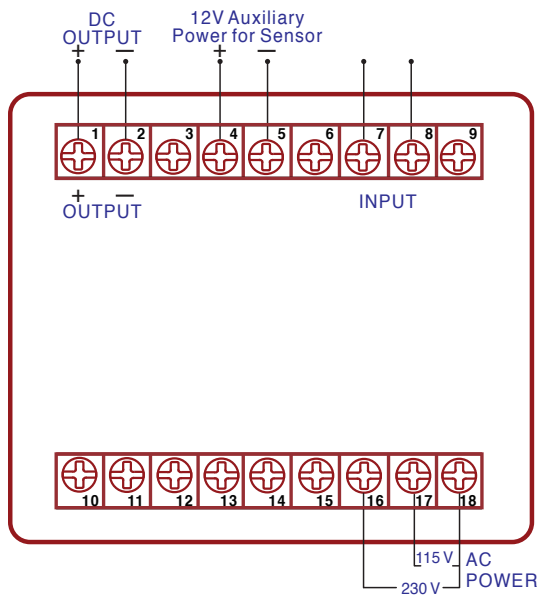 DC
OUTPUT
+ −
12V Auxiliary
Power for Sensor
+ −
1 2 3 4 5 6 7 8 9
+ −
OUTPUT
INPUT
10 11 12 13 14 15 16 17 18
115 V
AC
POWER
230 V